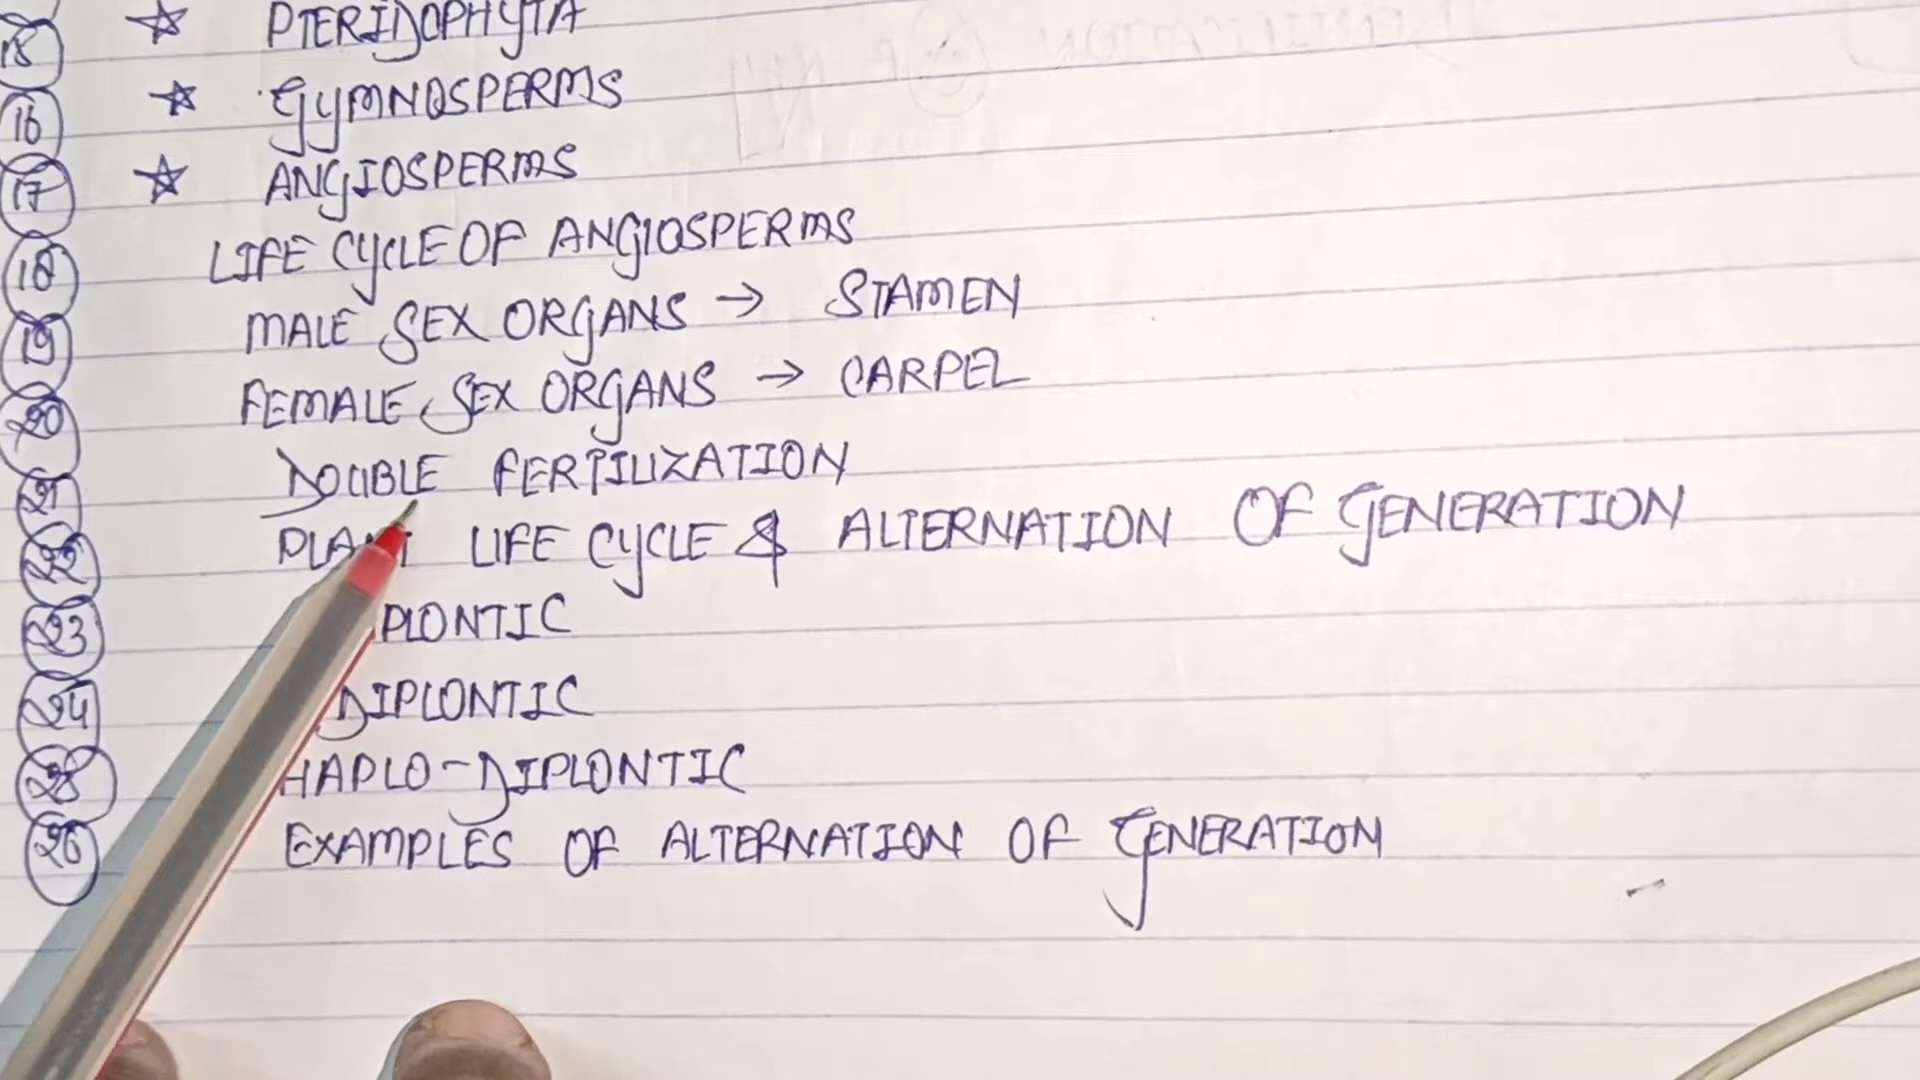 15 ☆ PTERIDOPHYTA
16 ☆ GYMNOSPERMS
17 ☆ ANGIOSPERMS
18 LIFE CYCLE OF ANGIOSPERMS
19 MALE SEX ORGANS → STAMEN
20 FEMALE SEX ORGANS → CARPEL
21 DOUBLE FERTILIZATION
22 PLANT LIFE CYCLE & ALTERNATION OF GENERATION
23 PLONTIC
24 DIPLONTIC
25 HAPLO-DIPLONTIC
26 EXAMPLES OF ALTERNATION OF GENERATION